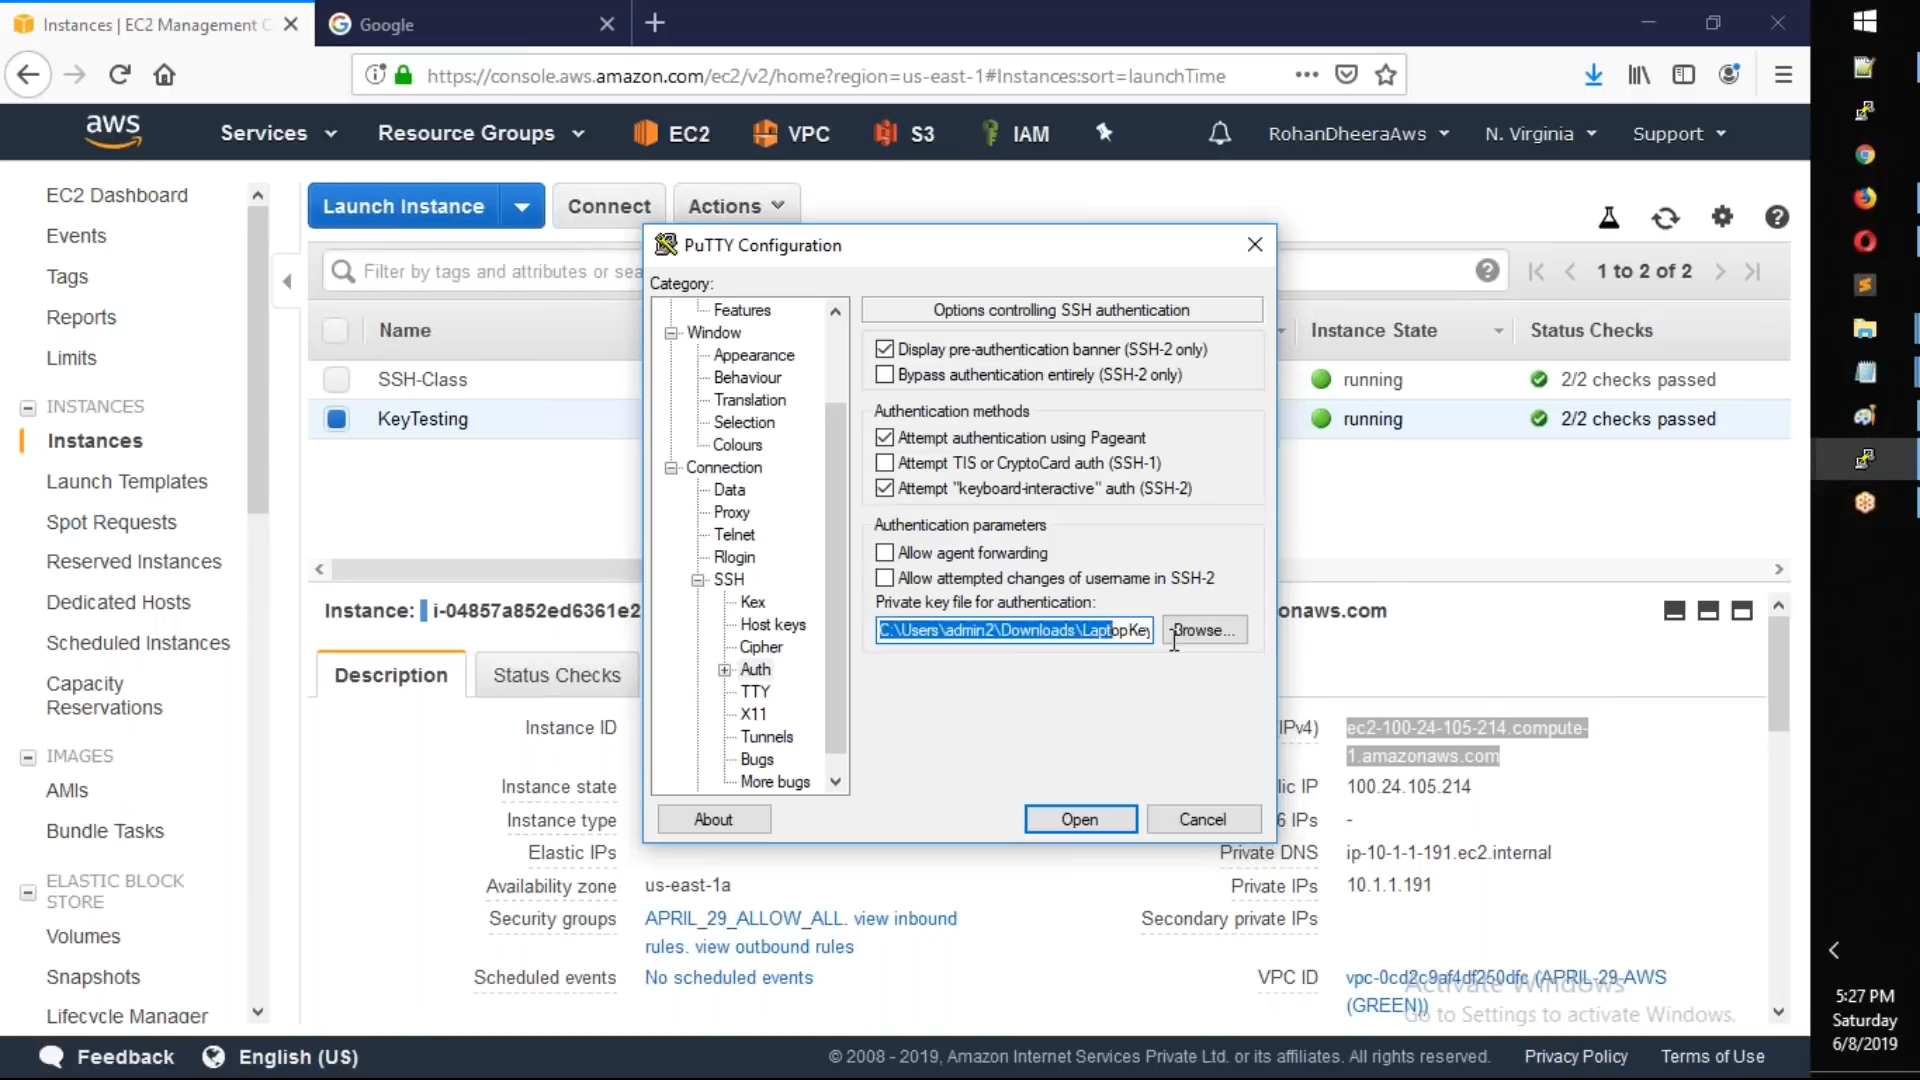 Instances | EC2 Management C
Google
https://console.aws.amazon.com/ec2/v2/home?region=us-east-1#Instances:sort=launchTime
aws
Services
Resource Groups
EC2
VPC
S3
IAM
RohanDheeraAws
N. Virginia
Support
EC2 Dashboard
Events
Tags
Reports
Limits
INSTANCES
Instances
Launch Templates
Spot Requests
Reserved Instances
Dedicated Hosts
Scheduled Instances
Capacity
Reservations
IMAGES
AMIs
Bundle Tasks
ELASTIC BLOCK
STORE
Volumes
Snapshots
Lifecycle Manager
Launch Instance
Connect
Actions
Filter by tags and attributes or sea
1 to 2 of 2
Name
Instance State
Status Checks
SSH-Class
running
2/2 checks passed
KeyTesting
running
2/2 checks passed
PuTTY Configuration
Category:
Features
Window
Appearance
Behaviour
Translation
Selection
Colours
Connection
Data
Proxy
Telnet
Rlogin
SSH
Kex
Host keys
Cipher
Auth
TTY
X11
Tunnels
Bugs
More bugs
Options controlling SSH authentication
Display pre-authentication banner (SSH-2 only)
Bypass authentication entirely (SSH-2 only)
Authentication methods
Attempt authentication using Pageant
Attempt TIS or CryptoCard auth (SSH-1)
Attempt "keyboard-interactive" auth (SSH-2)
Authentication parameters
Allow agent forwarding
Allow attempted changes of username in SSH-2
Private key file for authentication:
C:\Users\admin2\Downloads\LaptopKey
Browse...
About
Open
Cancel
Instance: i-04857a852ed6361e2
onaws.com
Description
Status Checks
Instance ID
Instance state
Instance type
Elastic IPs
Availability zone
us-east-1a
Security groups
APRIL_29_ALLOW_ALL. view inbound
rules. view outbound rules
Scheduled events
No scheduled events
IPv4)
ec2-100-24-105-214.compute-
1.amazonaws.com
lic IP
100.24.105.214
6 IPs
-
Private DNS
ip-10-1-1-191.ec2.internal
Private IPs
10.1.1.191
Secondary private IPs
VPC ID
vpc-0cd2c9af4df250dfc (APRIL-29-AWS
(GREEN))
Activate Windows
Go to Settings to activate Windows.
Feedback
English (US)
© 2008 - 2019, Amazon Internet Services Private Ltd. or its affiliates. All rights reserved.
Privacy Policy
Terms of Use
5:27 PM
Saturday
6/8/2019